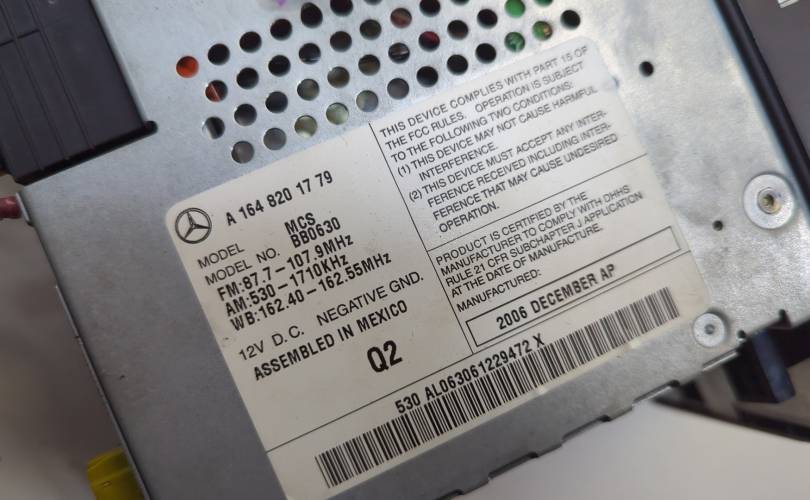 A 164 820 17 79
MODEL MCS
MODEL NO. BB0630
FM:87.7–107.9MHz
AM:530–1710KHz
WB:162.40–162.55MHz
12V D.C. NEGATIVE GND.
ASSEMBLED IN MEXICO
Q2
THIS DEVICE COMPLIES WITH PART 15 OF
THE FCC RULES. OPERATION IS SUBJECT
TO THE FOLLOWING TWO CONDITIONS:
(1) THIS DEVICE MAY NOT CAUSE HARMFUL
INTERFERENCE.
(2) THIS DEVICE MUST ACCEPT ANY INTER-
FERENCE RECEIVED INCLUDING INTER-
FERENCE THAT MAY CAUSE UNDESIRED
OPERATION.
PRODUCT IS CERTIFIED BY THE
MANUFACTURER TO COMPLY WITH DHHS
RULE 21 CFR SUBCHAPTER J APPLICATION
AT THE DATE OF MANUFACTURE.
MANUFACTURED:
2006 DECEMBER AP
530 AL063061229472 X